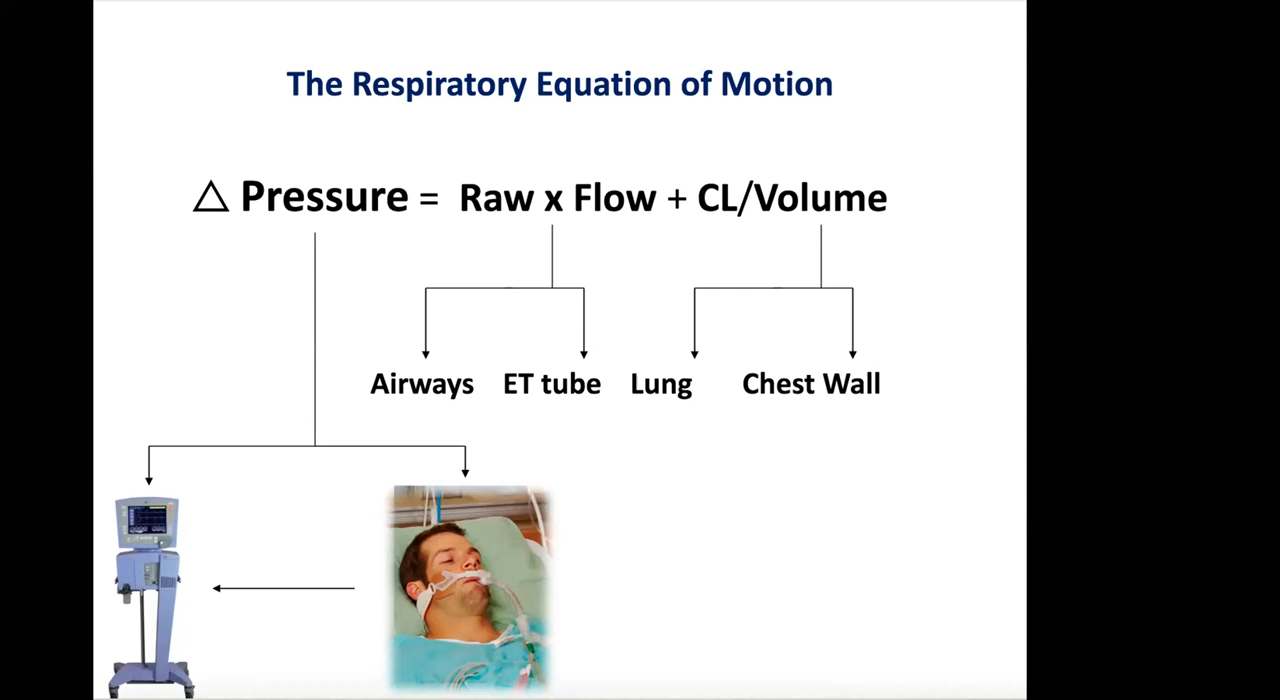 The Respiratory Equation of Motion
△ Pressure = Raw x Flow + CL/Volume
Airways ET tube Lung Chest Wall